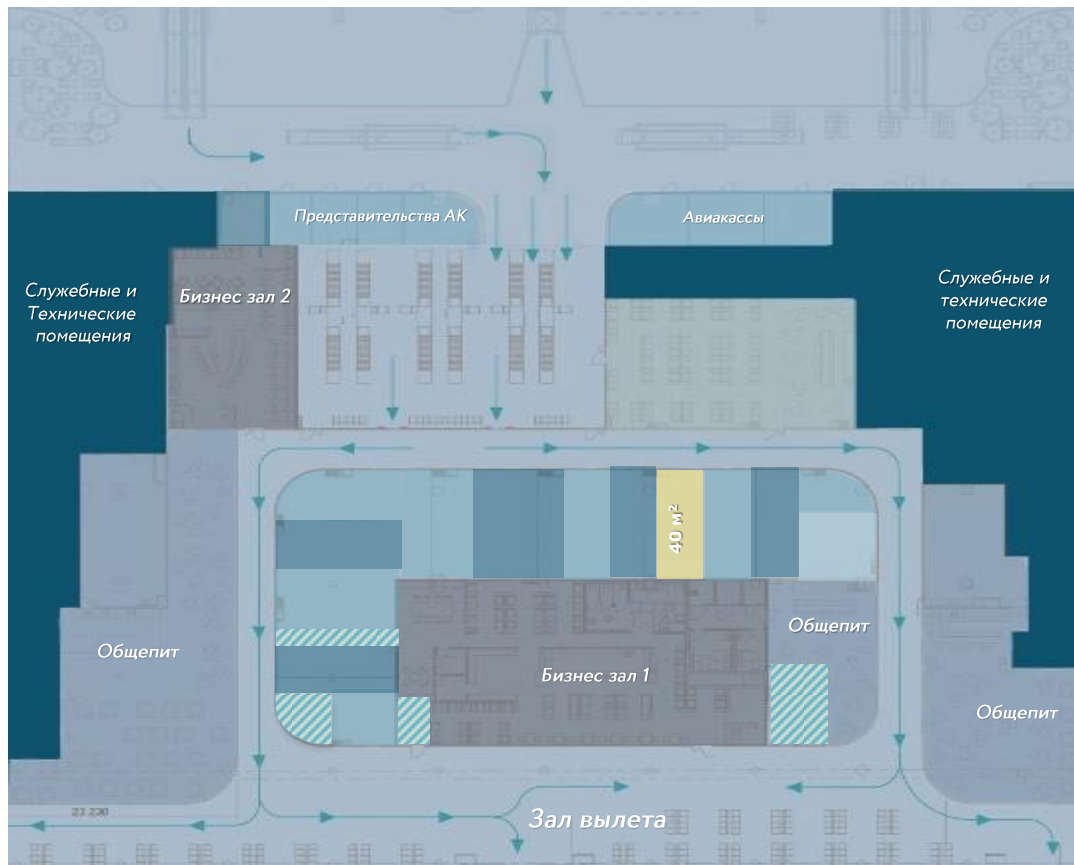 Представительства АК
Авиакассы
Служебные и
Технические
помещения
Бизнес зал 2
Служебные и
технические
помещения
40 м²
Общепит
Общепит
Бизнес зал 1
Общепит
23 230
Зал вылета